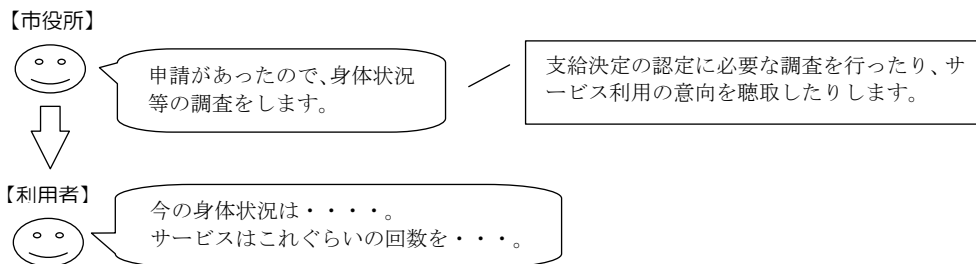 【市役所】
申請があったので、身体状況
等の調査をします。
支給決定の認定に必要な調査を行ったり、サ
ービス利用の意向を聴取したりします。
【利用者】
今の身体状況は・・・・。
サービスはこれぐらいの回数を・・・。